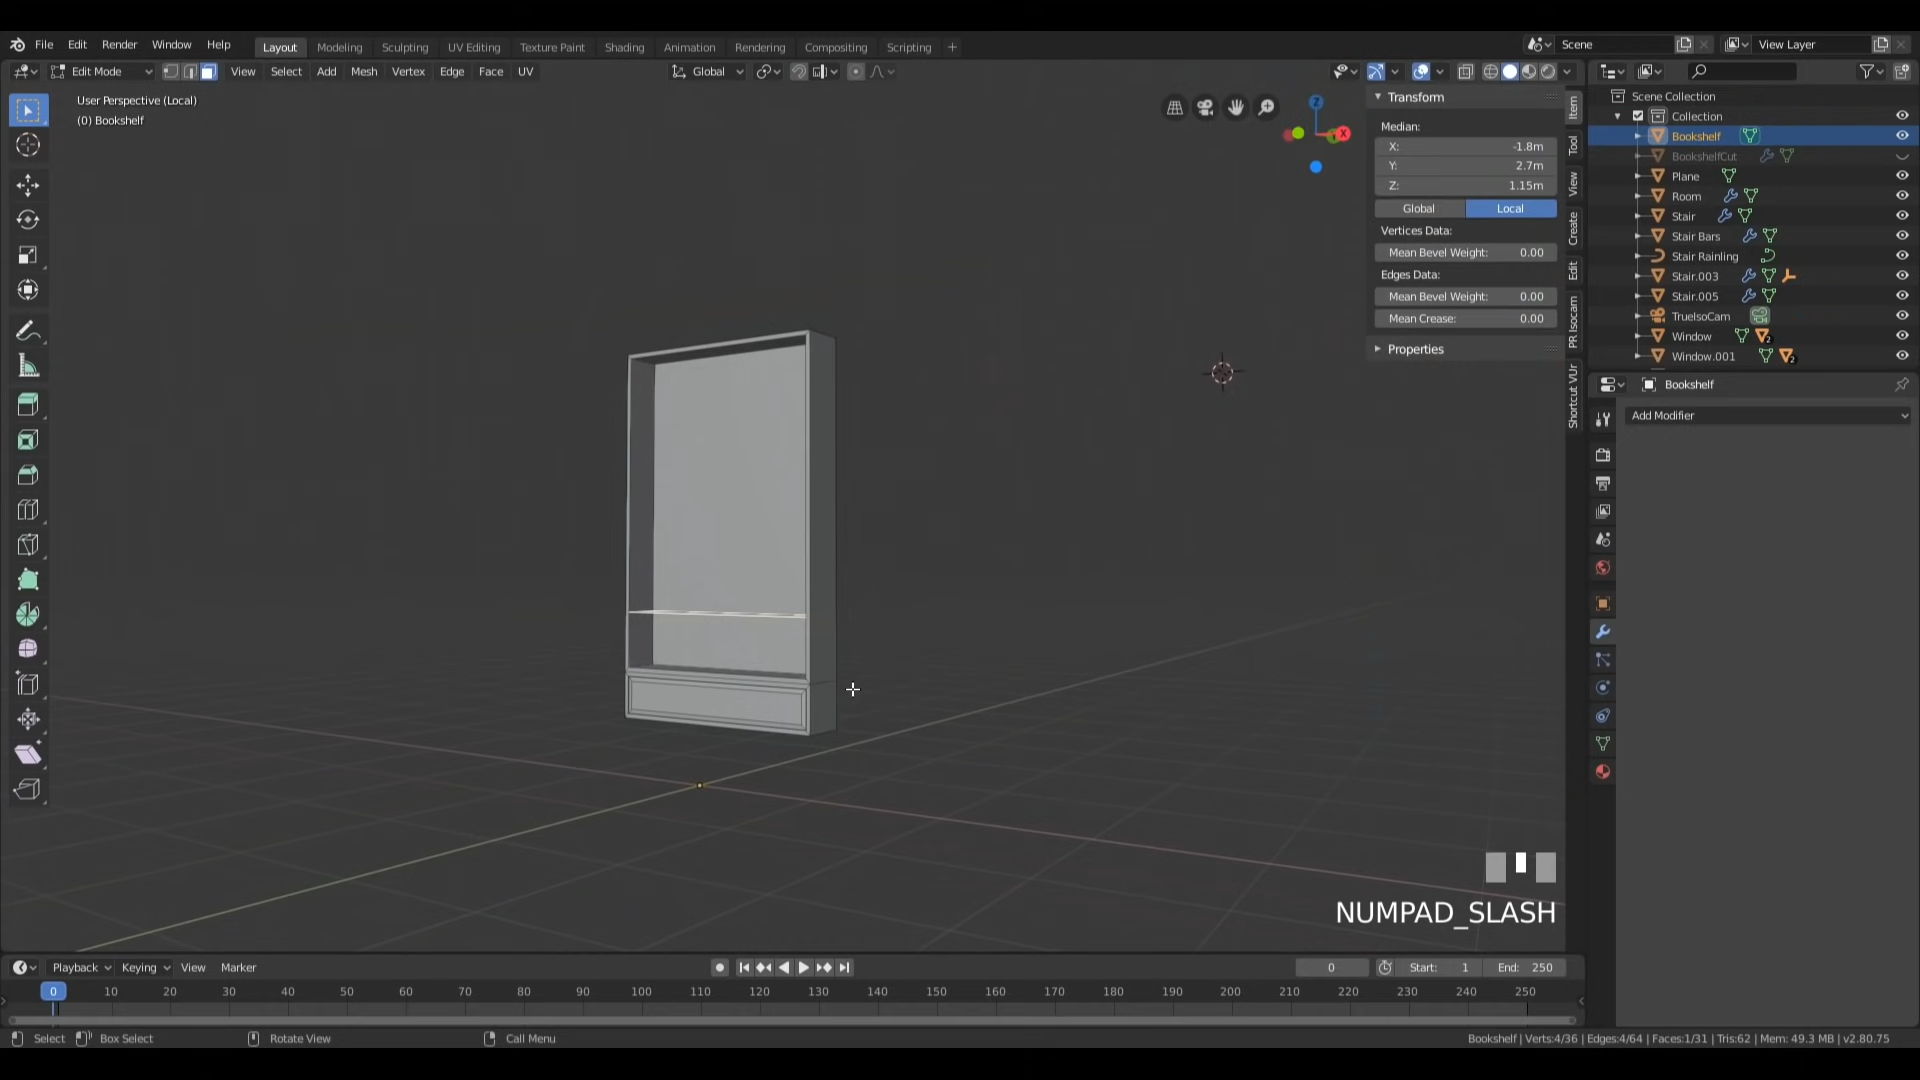 File Edit Render Window Help Layout Modeling Sculpting UV Editing Texture Paint Shading Animation Rendering Compositing Scripting + Scene View Layer
Edit Mode View Select Add Mesh Vertex Edge Face UV Global
User Perspective (Local)
(0) Bookshelf
Transform
Median:
X: -1.8m
Y: 2.7m
Z: 1.15m
Global Local
Vertices Data:
Mean Bevel Weight: 0.00
Edges Data:
Mean Bevel Weight: 0.00
Mean Crease: 0.00
Properties
Item
Tool
View
Create
Edit
PR Isocam
Shortcut VUr
Z
X
Scene Collection
Collection
Bookshelf
BookshelfCut
Plane
Room
Stair
Stair Bars
Stair Rainling
Stair.003
Stair.005
TrueIsoCam
Window
2
Window.001
2
Bookshelf
Add Modifier
NUMPAD_SLASH
Playback Keying View Marker 0 Start: 1 End: 250
0 10 20 30 40 50 60 70 80 90 100 110 120 130 140 150 160 170 180 190 200 210 220 230 240 250
Select Box Select Rotate View Call Menu Bookshelf | Verts:4/36 | Edges:4/64 | Faces:1/31 | Tris:62 | Mem: 49.3 MB | v2.80.75